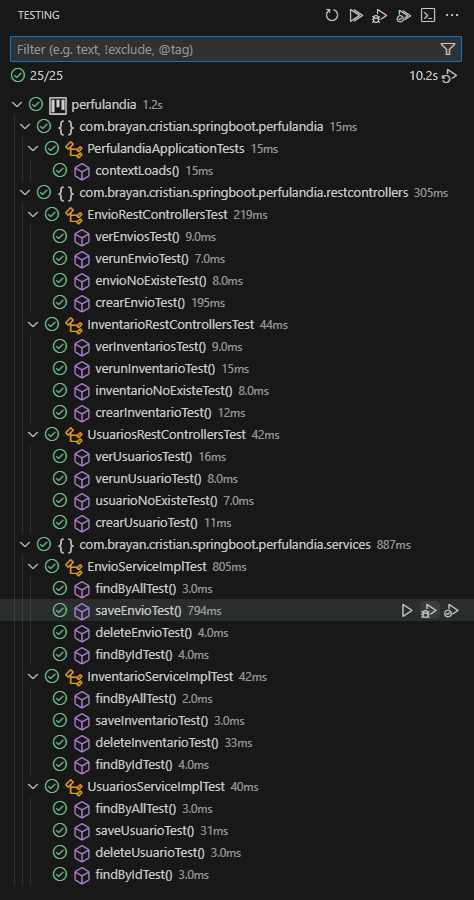 TESTING
Filter (e.g. text, !exclude, @tag)
25/25 10.2s
perfulandia 1.2s
{ } com.brayan.cristian.springboot.perfulandia 15ms
PerfulandiaApplicationTests 15ms
contextLoads() 15ms
{ } com.brayan.cristian.springboot.perfulandia.restcontrollers 305ms
EnvioRestControllersTest 219ms
verEnviosTest() 9.0ms
verunEnvioTest() 7.0ms
envioNoExisteTest() 8.0ms
crearEnvioTest() 195ms
InventarioRestControllersTest 44ms
verInventariosTest() 9.0ms
verunInventarioTest() 15ms
inventarioNoExisteTest() 8.0ms
crearInventarioTest() 12ms
UsuariosRestControllersTest 42ms
verUsuariosTest() 16ms
verunUsuarioTest() 8.0ms
usuarioNoExisteTest() 7.0ms
crearUsuarioTest() 11ms
{ } com.brayan.cristian.springboot.perfulandia.services 887ms
EnvioServiceImplTest 805ms
findByAllTest() 3.0ms
saveEnvioTest() 794ms
deleteEnvioTest() 4.0ms
findByIdTest() 4.0ms
InventarioServiceImplTest 42ms
findByAllTest() 2.0ms
saveInventarioTest() 3.0ms
deleteInventarioTest() 33ms
findByIdTest() 4.0ms
UsuariosServiceImplTest 40ms
findByAllTest() 3.0ms
saveUsuarioTest() 31ms
deleteUsuarioTest() 3.0ms
findByIdTest() 3.0ms